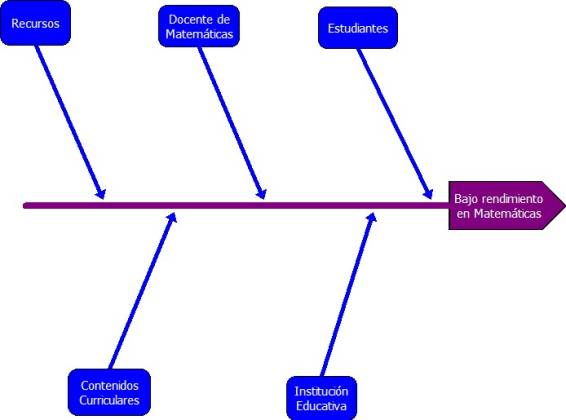 Recursos
Docente de
Matemáticas
Estudiantes
Bajo rendimiento
en Matemáticas
Contenidos
Curriculares
Institución
Educativa